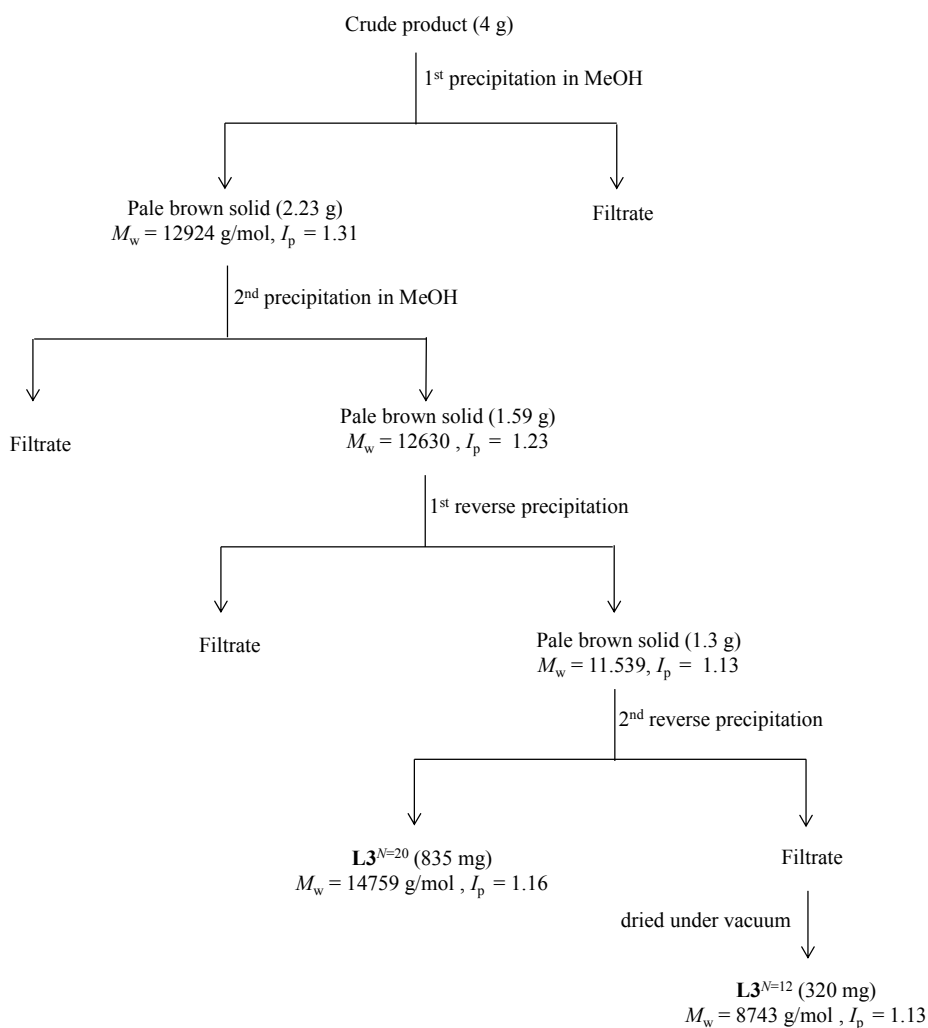 Crude product (4 g)
1st precipitation in MeOH
Pale brown solid (2.23 g)
Mw = 12924 g/mol, Ip = 1.31
Filtrate
2nd precipitation in MeOH
Filtrate
Pale brown solid (1.59 g)
Mw = 12630 , Ip = 1.23
1st reverse precipitation
Filtrate
Pale brown solid (1.3 g)
Mw = 11.539, Ip = 1.13
2nd reverse precipitation
L3N=20 (835 mg)
Mw = 14759 g/mol , Ip = 1.16
Filtrate
dried under vacuum
L3N=12 (320 mg)
Mw = 8743 g/mol , Ip = 1.13